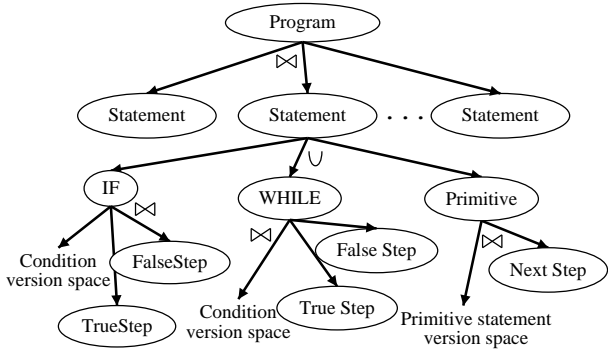 Program
⋈
Statement
Statement
. . .
Statement
∪
IF
WHILE
Primitive
⋈
⋈
⋈
Condition
version space
FalseStep
False Step
Next Step
TrueStep
Condition
version space
True Step
Primitive statement
version space